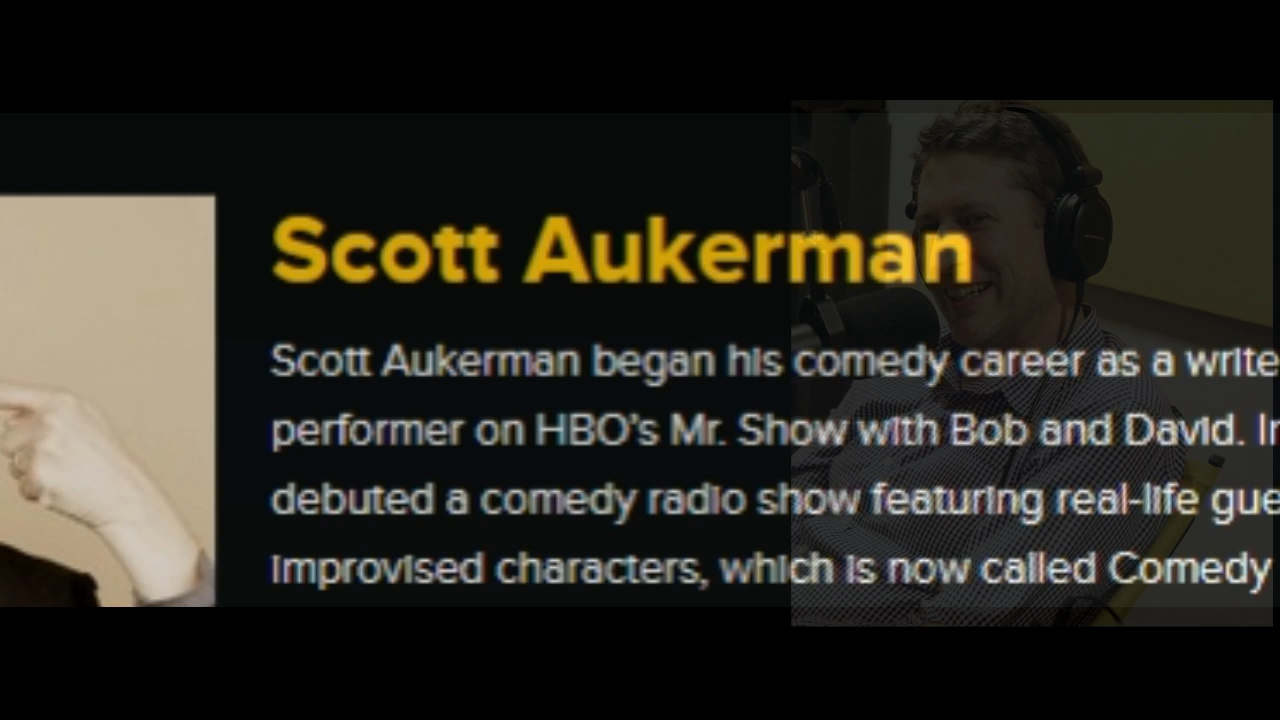 Scott Aukerman
Scott Aukerman began his comedy career as a write
performer on HBO's Mr. Show with Bob and David. In
debuted a comedy radio show featuring real-life gue
improvised characters, which is now called Comedy